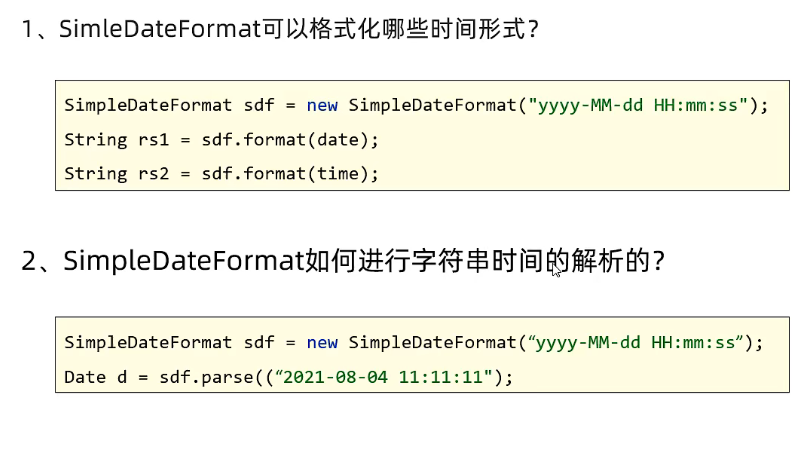 1、SimleDateFormat可以格式化哪些时间形式？
SimpleDateFormat sdf = new SimpleDateFormat("yyyy-MM-dd HH:mm:ss");
String rs1 = sdf.format(date);
String rs2 = sdf.format(time);
2、SimpleDateFormat如何进行字符串时间的解析的？
SimpleDateFormat sdf = new SimpleDateFormat(“yyyy-MM-dd HH:mm:ss”);
Date d = sdf.parse((“2021-08-04 11:11:11");